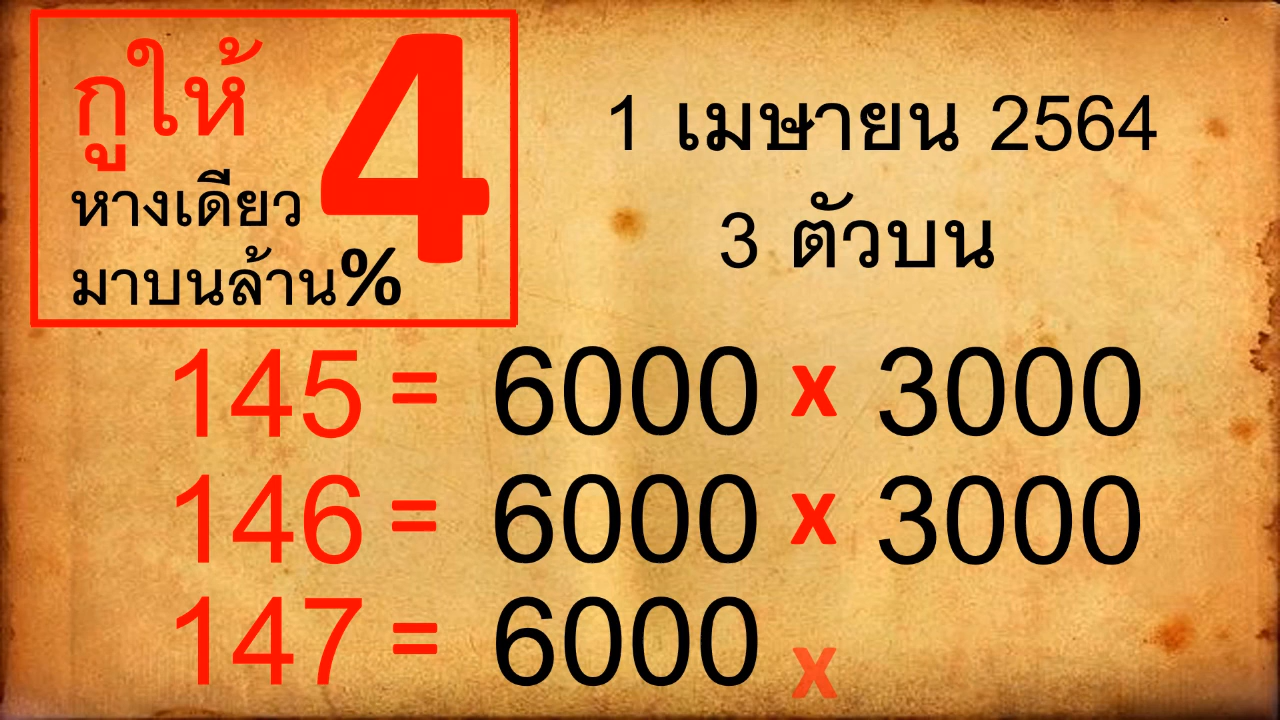 กูให้ 4
หางเดียว
มาบนล้าน%
1 เมษายน 2564
3 ตัวบน
145 = 6000 x 3000
146 = 6000 x 3000
147 = 6000 x